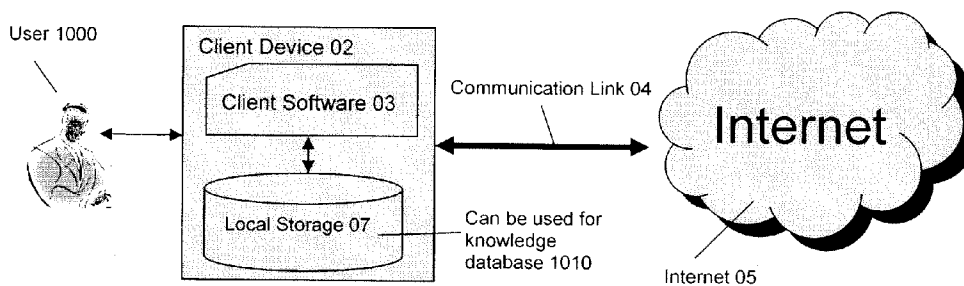 User 1000
Client Device 02
Client Software 03
Local Storage 07
Communication Link 04
Can be used for
knowledge
database 1010
Internet
Internet 05